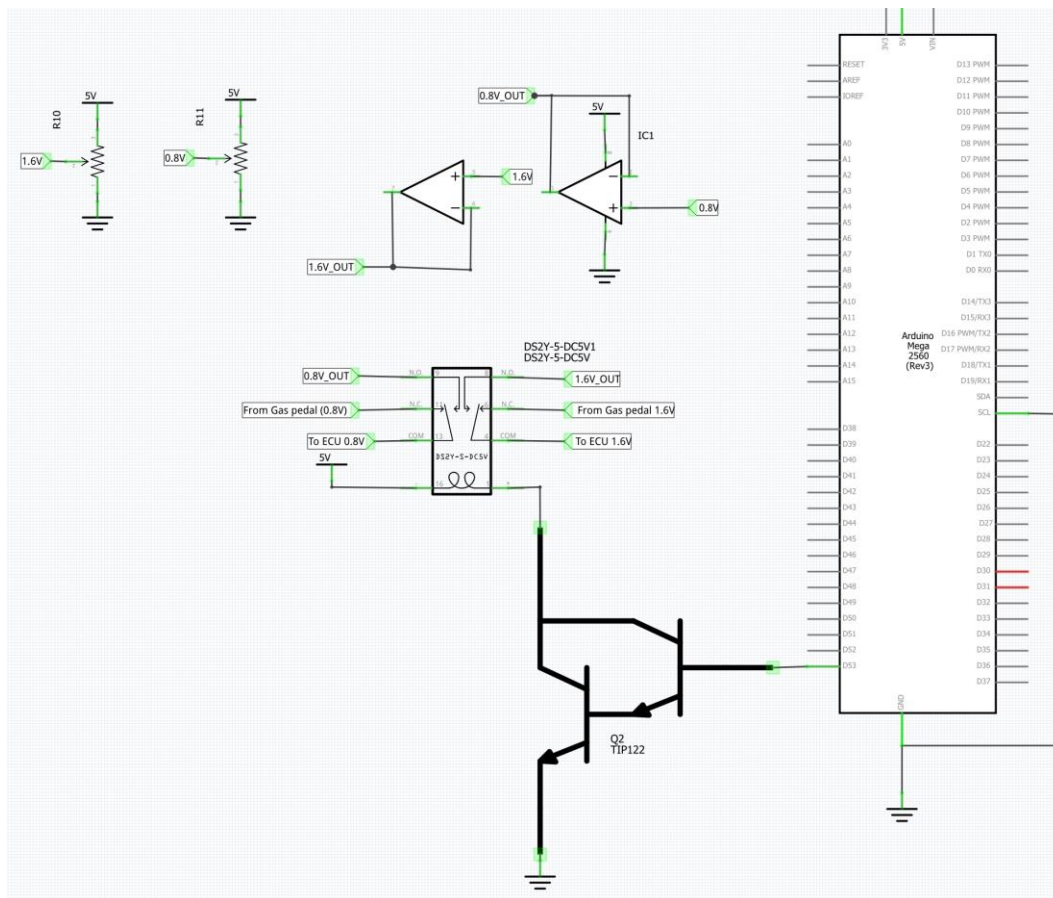 5V
R10
1.6V
5V
R11
0.8V
0.8V_OUT
5V
IC1
+
1.6V
−
−
+
0.8V
1.6V_OUT
DS2Y-5-DC5V1
DS2Y-5-DC5V
0.8V_OUT
N.O.
9
8
N.O.
1.6V_OUT
From Gas pedal (0.8V)
N.C.
11
6
N.C.
From Gas pedal 1.6V
To ECU 0.8V
COM
13
4
COM
To ECU 1.6V
DS2Y-5-DC5V
5V
16
1
Q2
TIP122
3V3
5V
VIN
RESET
AREF
IOREF
A0
A1
A2
A3
A4
A5
A6
A7
A8
A9
A10
A11
A12
A13
A14
A15
D38
D39
D40
D41
D42
D43
D44
D45
D46
D47
D48
D49
D50
D51
D52
D53
Arduino
Mega
2560
(Rev3)
D13 PWM
D12 PWM
D11 PWM
D10 PWM
D9 PWM
D8 PWM
D7 PWM
D6 PWM
D5 PWM
D4 PWM
D2 PWM
D3 PWM
D1 TX0
D0 RX0
D14/TX3
D15/RX3
D16 PWM/TX2
D17 PWM/RX2
D18/TX1
D19/RX1
SDA
SCL
D22
D23
D24
D25
D26
D27
D28
D29
D30
D31
D32
D33
D34
D35
D36
D37
GND